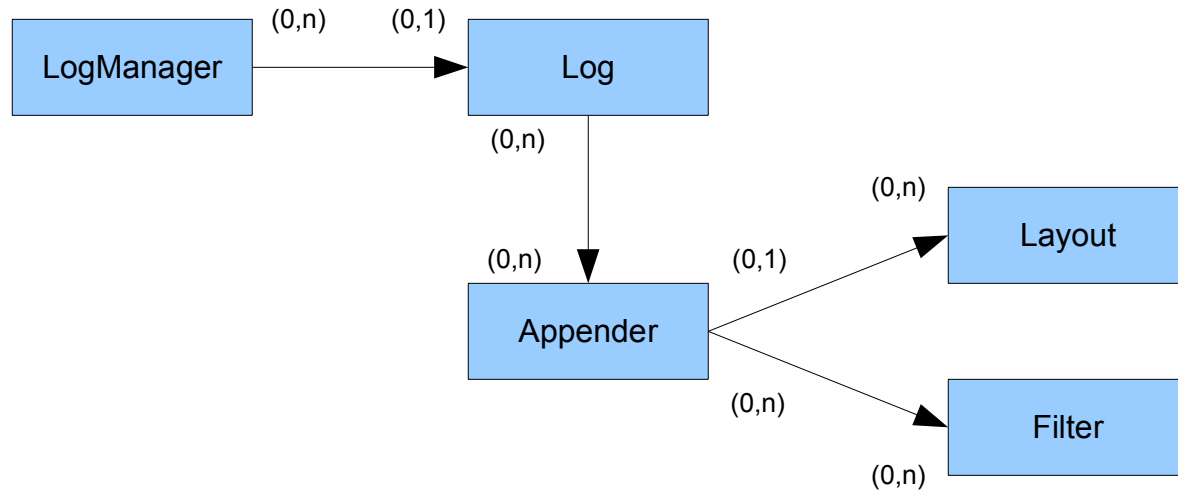 (0,n)
(0,1)
LogManager
Log
(0,n)
(0,n)
Layout
(0,n)
(0,1)
Appender
(0,n)
Filter
(0,n)